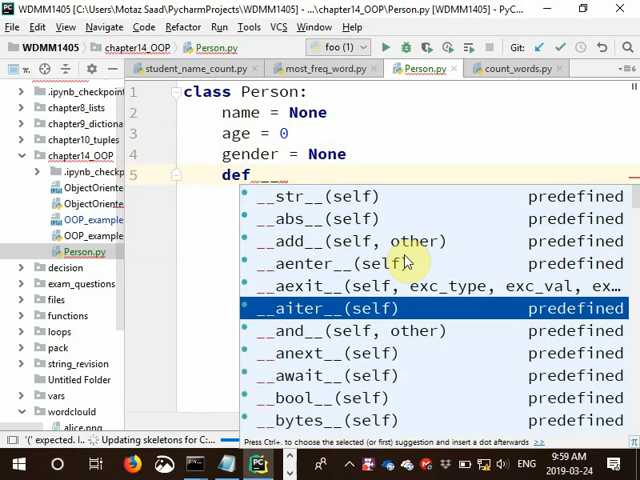 WDMM1405 [C:\Users\Motaz Saad\PycharmProjects\WDMM1405] - ...\chapter14_OOP\Person.py - PyC...
File Edit View Navigate Code Refactor Run Tools VCS Window Help
WDMM1405 chapter14_OOP Person.py foo (1) Git:
student_name_count.py most_freq_word.py Person.py count_words.py
.ipynb_checkpoint
chapter8_lists
chapter9_dictiona
chapter10_tuples
chapter14_OOP
.ipynb_check
ObjectOriente
ObjectOriente
OOP_example
OOP_example
Person.py
decision
exam_questions
files
functions
loops
pack
string_revision
Untitled Folder
vars
wordclould
alice.png
1 class Person:
2 name = None
3 age = 0
4 gender = None
5 def __
__str__(self) predefined
__abs__(self) predefined
__add__(self, other) predefined
__aenter__(self) predefined
__aexit__(self, exc_type, exc_val, ex...
__aiter__(self) predefined
__and__(self, other) predefined
__anext__(self) predefined
__await__(self) predefined
__bool__(self) predefined
__bytes__(self) predefined
Press Ctrl+. to choose the selected (or first) suggestion and insert a dot afterwards >>
'(' expected. Updating skeletons for C:...
ENG
9:59 AM
2019-03-24